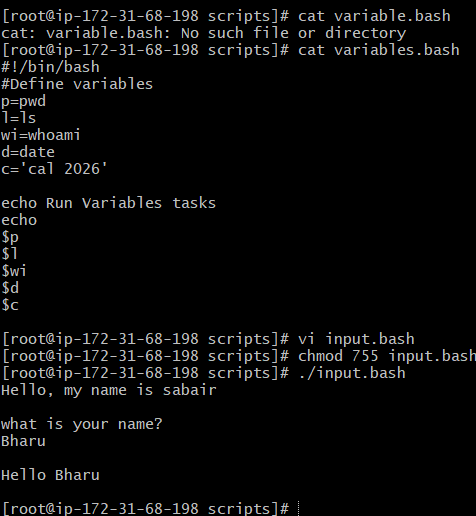 [root@ip-172-31-68-198 scripts]# cat variable.bash
cat: variable.bash: No such file or directory
[root@ip-172-31-68-198 scripts]# cat variables.bash
#!/bin/bash
#Define variables
p=pwd
l=ls
wi=whoami
d=date
c='cal 2026'
echo Run Variables tasks
echo
$p
$l
$wi
$d
$c
[root@ip-172-31-68-198 scripts]# vi input.bash
[root@ip-172-31-68-198 scripts]# chmod 755 input.bash
[root@ip-172-31-68-198 scripts]# ./input.bash
Hello, my name is sabair
what is your name?
Bharu
Hello Bharu
[root@ip-172-31-68-198 scripts]#